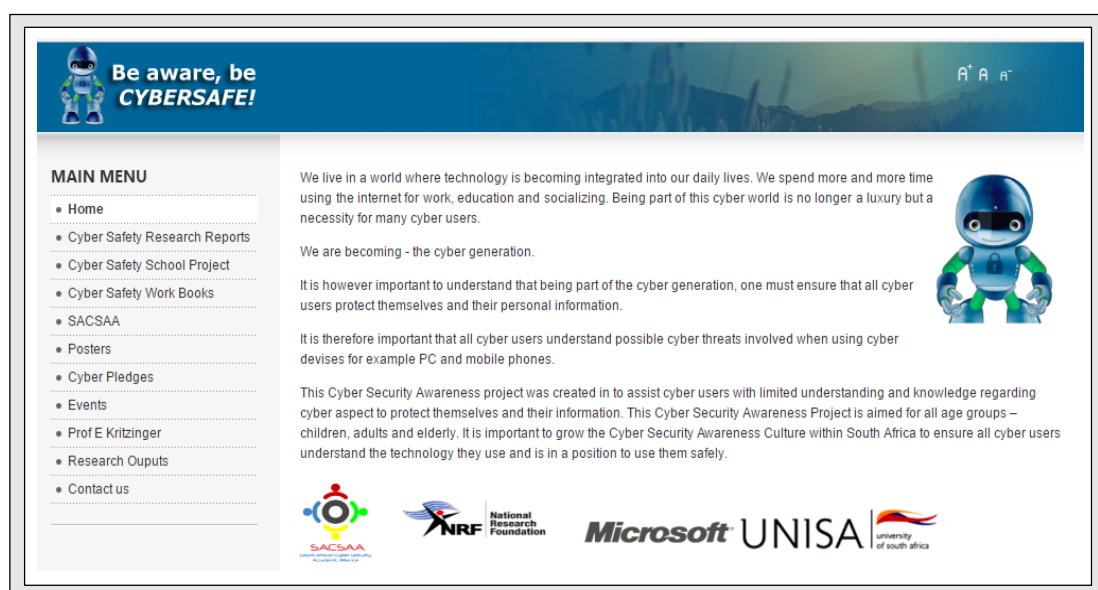 Be aware, be
CYBERSAFE!
A+ A A-
MAIN MENU
Home
Cyber Safety Research Reports
Cyber Safety School Project
Cyber Safety Work Books
SACSAA
Posters
Cyber Pledges
Events
Prof E Kritzinger
Research Ouputs
Contact us
We live in a world where technology is becoming integrated into our daily lives. We spend more and more time
using the internet for work, education and socializing. Being part of this cyber world is no longer a luxury but a
necessity for many cyber users.
We are becoming - the cyber generation.
It is however important to understand that being part of the cyber generation, one must ensure that all cyber
users protect themselves and their personal information.
It is therefore important that all cyber users understand possible cyber threats involved when using cyber
devises for example PC and mobile phones.
This Cyber Security Awareness project was created in to assist cyber users with limited understanding and knowledge regarding
cyber aspect to protect themselves and their information. This Cyber Security Awareness Project is aimed for all age groups –
children, adults and elderly. It is important to grow the Cyber Security Awareness Culture within South Africa to ensure all cyber users
understand the technology they use and is in a position to use them safely.
SACSAA
South African Cyber Security
Academic Alliance
NRF
National
Research
Foundation
Microsoft
UNISA
university
of south africa